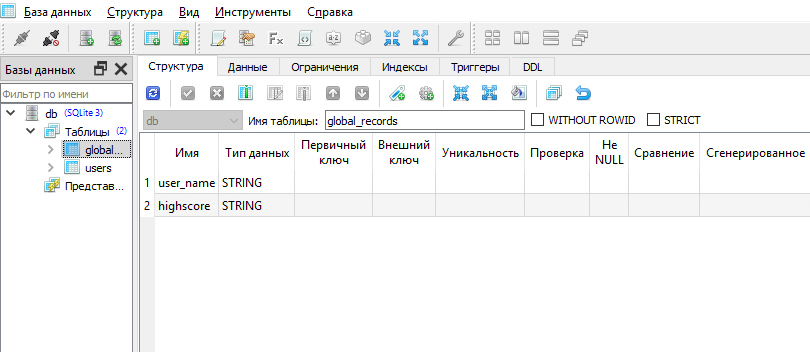 База данных Структура Вид Инструменты Справка
Базы данных
Фильтр по имени
db (SQLite 3)
Таблицы (2)
global...
users
Представ...
Структура Данные Ограничения Индексы Триггеры DDL
db Имя таблицы: global_records WITHOUT ROWID STRICT
Имя Тип данных Первичный ключ Внешний ключ Уникальность Проверка Не NULL Сравнение Сгенерированное
1 user_name STRING
2 highscore STRING